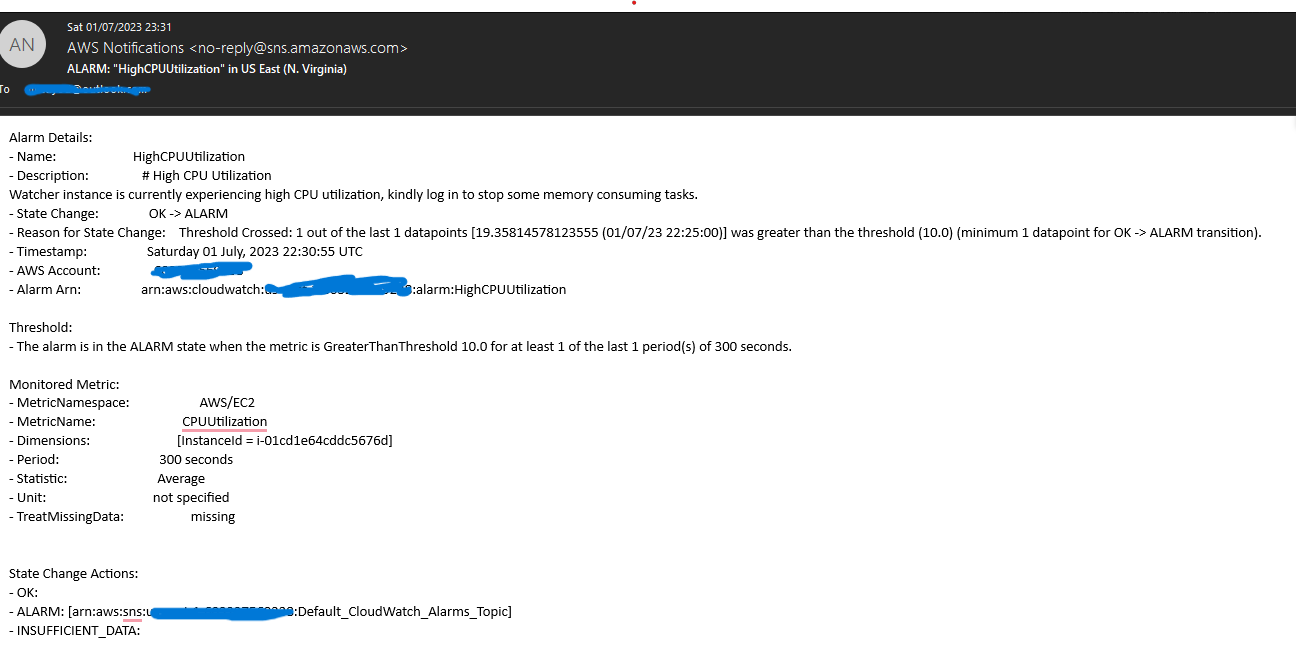 AN
Sat 01/07/2023 23:31
AWS Notifications <no-reply@sns.amazonaws.com>
ALARM: "HighCPUUtilization" in US East (N. Virginia)
To
Alarm Details:
- Name: HighCPUUtilization
- Description: # High CPU Utilization
Watcher instance is currently experiencing high CPU utilization, kindly log in to stop some memory consuming tasks.
- State Change: OK -> ALARM
- Reason for State Change: Threshold Crossed: 1 out of the last 1 datapoints [19.35814578123555 (01/07/23 22:25:00)] was greater than the threshold (10.0) (minimum 1 datapoint for OK -> ALARM transition).
- Timestamp: Saturday 01 July, 2023 22:30:55 UTC
- AWS Account:
- Alarm Arn: arn:aws:cloudwatch: :alarm:HighCPUUtilization
Threshold:
- The alarm is in the ALARM state when the metric is GreaterThanThreshold 10.0 for at least 1 of the last 1 period(s) of 300 seconds.
Monitored Metric:
- MetricNamespace: AWS/EC2
- MetricName: CPUUtilization
- Dimensions: [InstanceId = i-01cd1e64cddc5676d]
- Period: 300 seconds
- Statistic: Average
- Unit: not specified
- TreatMissingData: missing
State Change Actions:
- OK:
- ALARM: [arn:aws:sns: :Default_CloudWatch_Alarms_Topic]
- INSUFFICIENT_DATA: